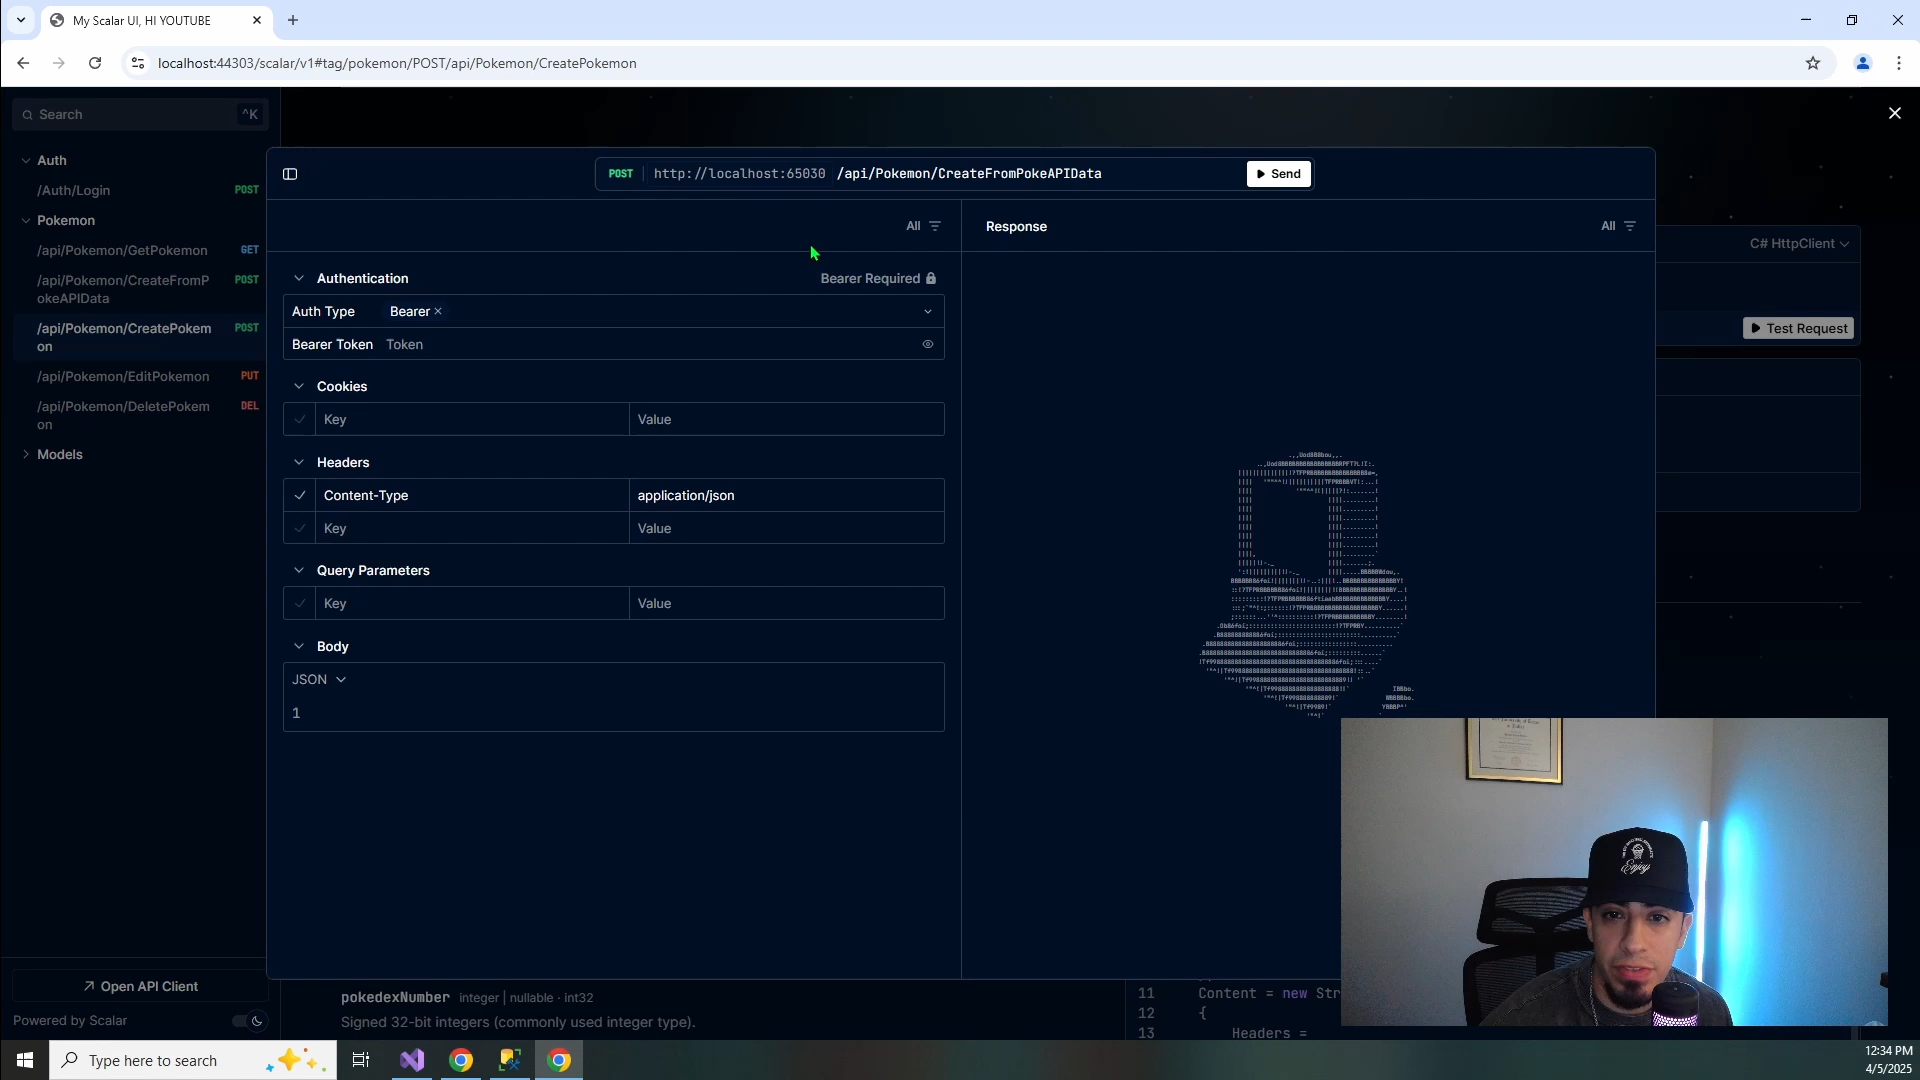 My Scalar UI, HI YOUTUBE
localhost:44303/scalar/v1#tag/pokemon/POST/api/Pokemon/CreatePokemon
Search ^K
Auth
/Auth/Login POST
Pokemon
/api/Pokemon/GetPokemon GET
/api/Pokemon/CreateFromP POST
okeAPIData
/api/Pokemon/CreatePokem POST
on
/api/Pokemon/EditPokemon PUT
/api/Pokemon/DeletePokem DEL
on
Models
Open API Client
Powered by Scalar
POST http://localhost:65030 /api/Pokemon/CreateFromPokeAPIData Send
All
Response All
Authentication Bearer Required
Auth Type Bearer
Bearer Token Token
Cookies
Key Value
Headers
Content-Type application/json
Key Value
Query Parameters
Key Value
Body
JSON
1
C# HttpClient
Test Request
pokedexNumber integer | nullable · int32
Signed 32-bit integers (commonly used integer type).
11 Content = new Str
12 {
13 Headers =
Enjoy
Type here to search
12:34 PM
4/5/2025